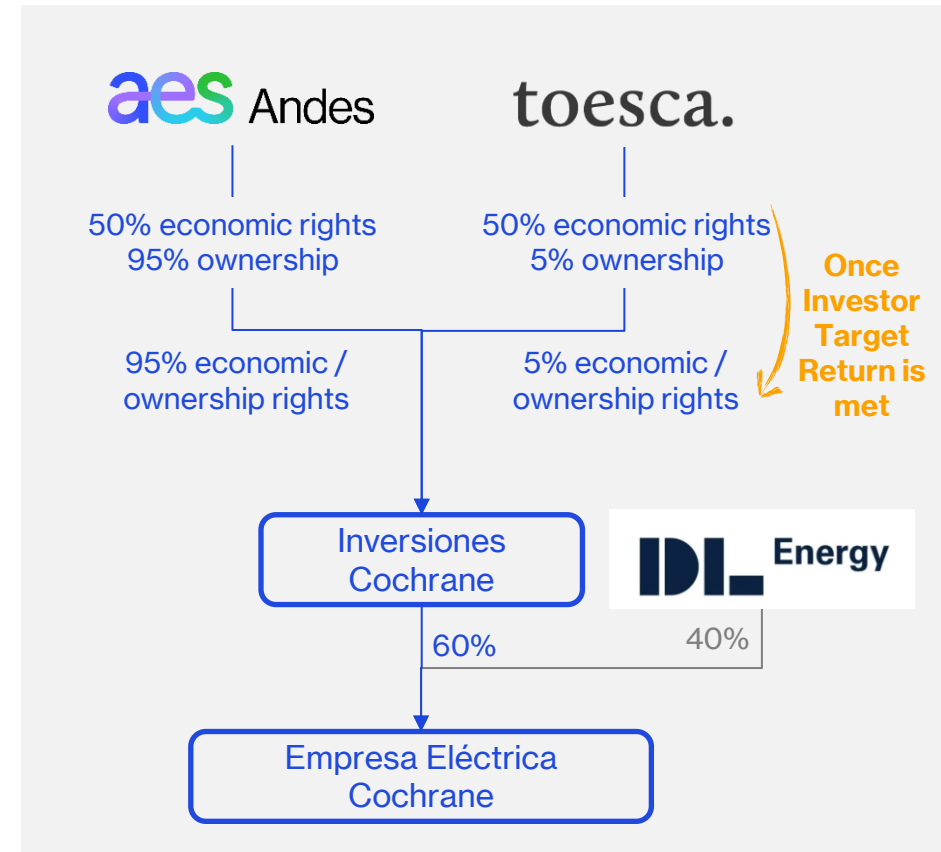 aes Andes
toesca.
50% economic rights
95% ownership
50% economic rights
5% ownership
Once
Investor
Target
Return is
met
95% economic /
ownership rights
5% economic /
ownership rights
Inversiones
Cochrane
DL Energy
60%
40%
Empresa Eléctrica
Cochrane